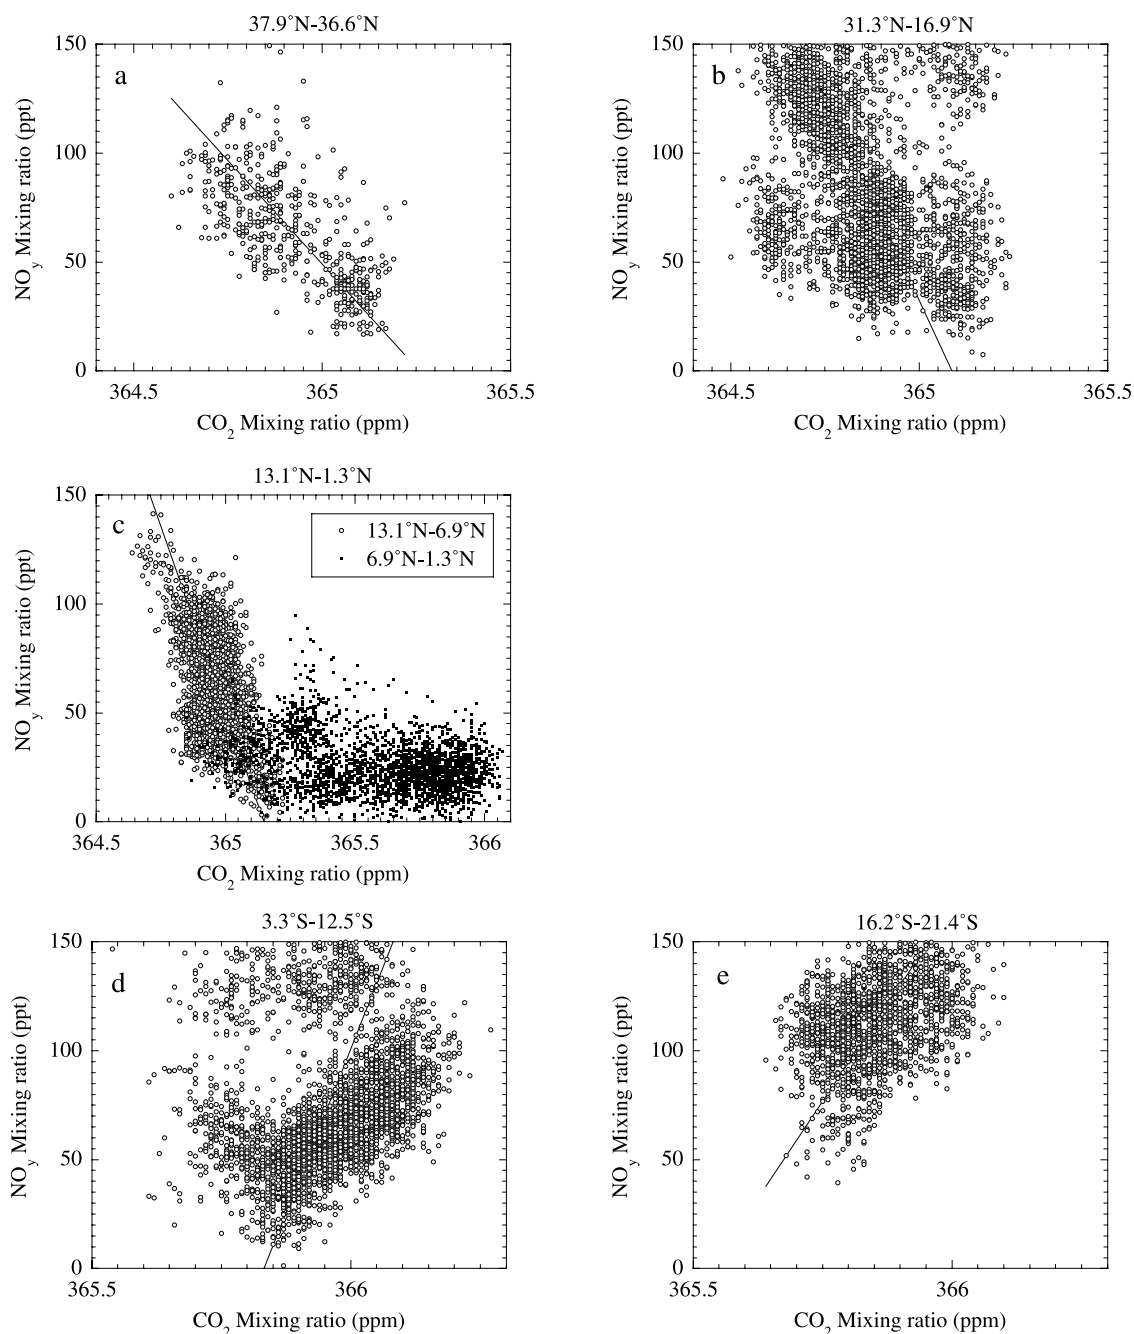 37.9°N-36.6°N
a
150
100
50
0
NOy Mixing ratio (ppt)
364.5 365 365.5
CO2 Mixing ratio (ppm)
31.3°N-16.9°N
b
150
100
50
0
NOy Mixing ratio (ppt)
364.5 365 365.5
CO2 Mixing ratio (ppm)
13.1°N-1.3°N
c
13.1°N-6.9°N
6.9°N-1.3°N
150
100
50
0
NOy Mixing ratio (ppt)
364.5 365 365.5 366
CO2 Mixing ratio (ppm)
3.3°S-12.5°S
d
150
100
50
0
NOy Mixing ratio (ppt)
365.5 366
CO2 Mixing ratio (ppm)
16.2°S-21.4°S
e
150
100
50
0
NOy Mixing ratio (ppt)
365.5 366
CO2 Mixing ratio (ppm)